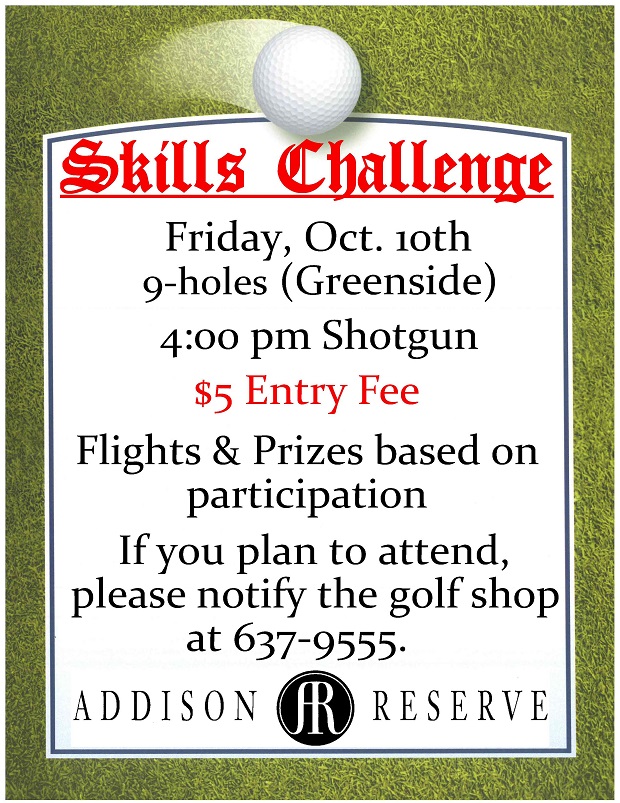 Skills Challenge
Friday, Oct. 10th
9-holes (Greenside)
4:00 pm Shotgun
$5 Entry Fee
Flights & Prizes based on
participation
If you plan to attend,
please notify the golf shop
at 637-9555.
ADDISON AR RESERVE